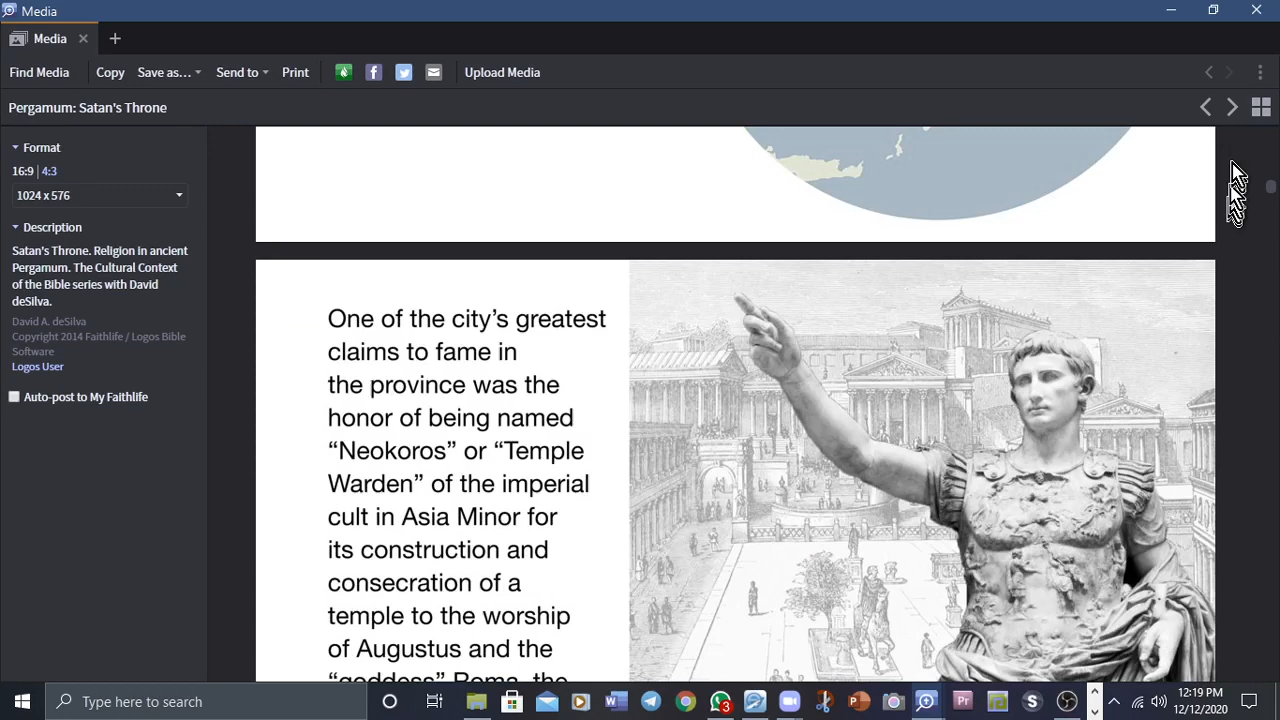 Media
Media
Find Media
Copy
Save as...
Send to
Print
Upload Media
Pergamum: Satan's Throne
Format
16:9 | 4:3
1024 x 576
Description
Satan's Throne. Religion in ancient
Pergamum. The Cultural Context
of the Bible series with David
deSilva.
David A. deSilva
Copyright 2014 Faithlife / Logos Bible
Software
Logos User
Auto-post to My Faithlife
One of the city’s greatest
claims to fame in
the province was the
honor of being named
“Neokoros” or “Temple
Warden” of the imperial
cult in Asia Minor for
its construction and
consecration of a
temple to the worship
of Augustus and the
“goddess” Roma, the
Type here to search
3
12:19 PM
12/12/2020